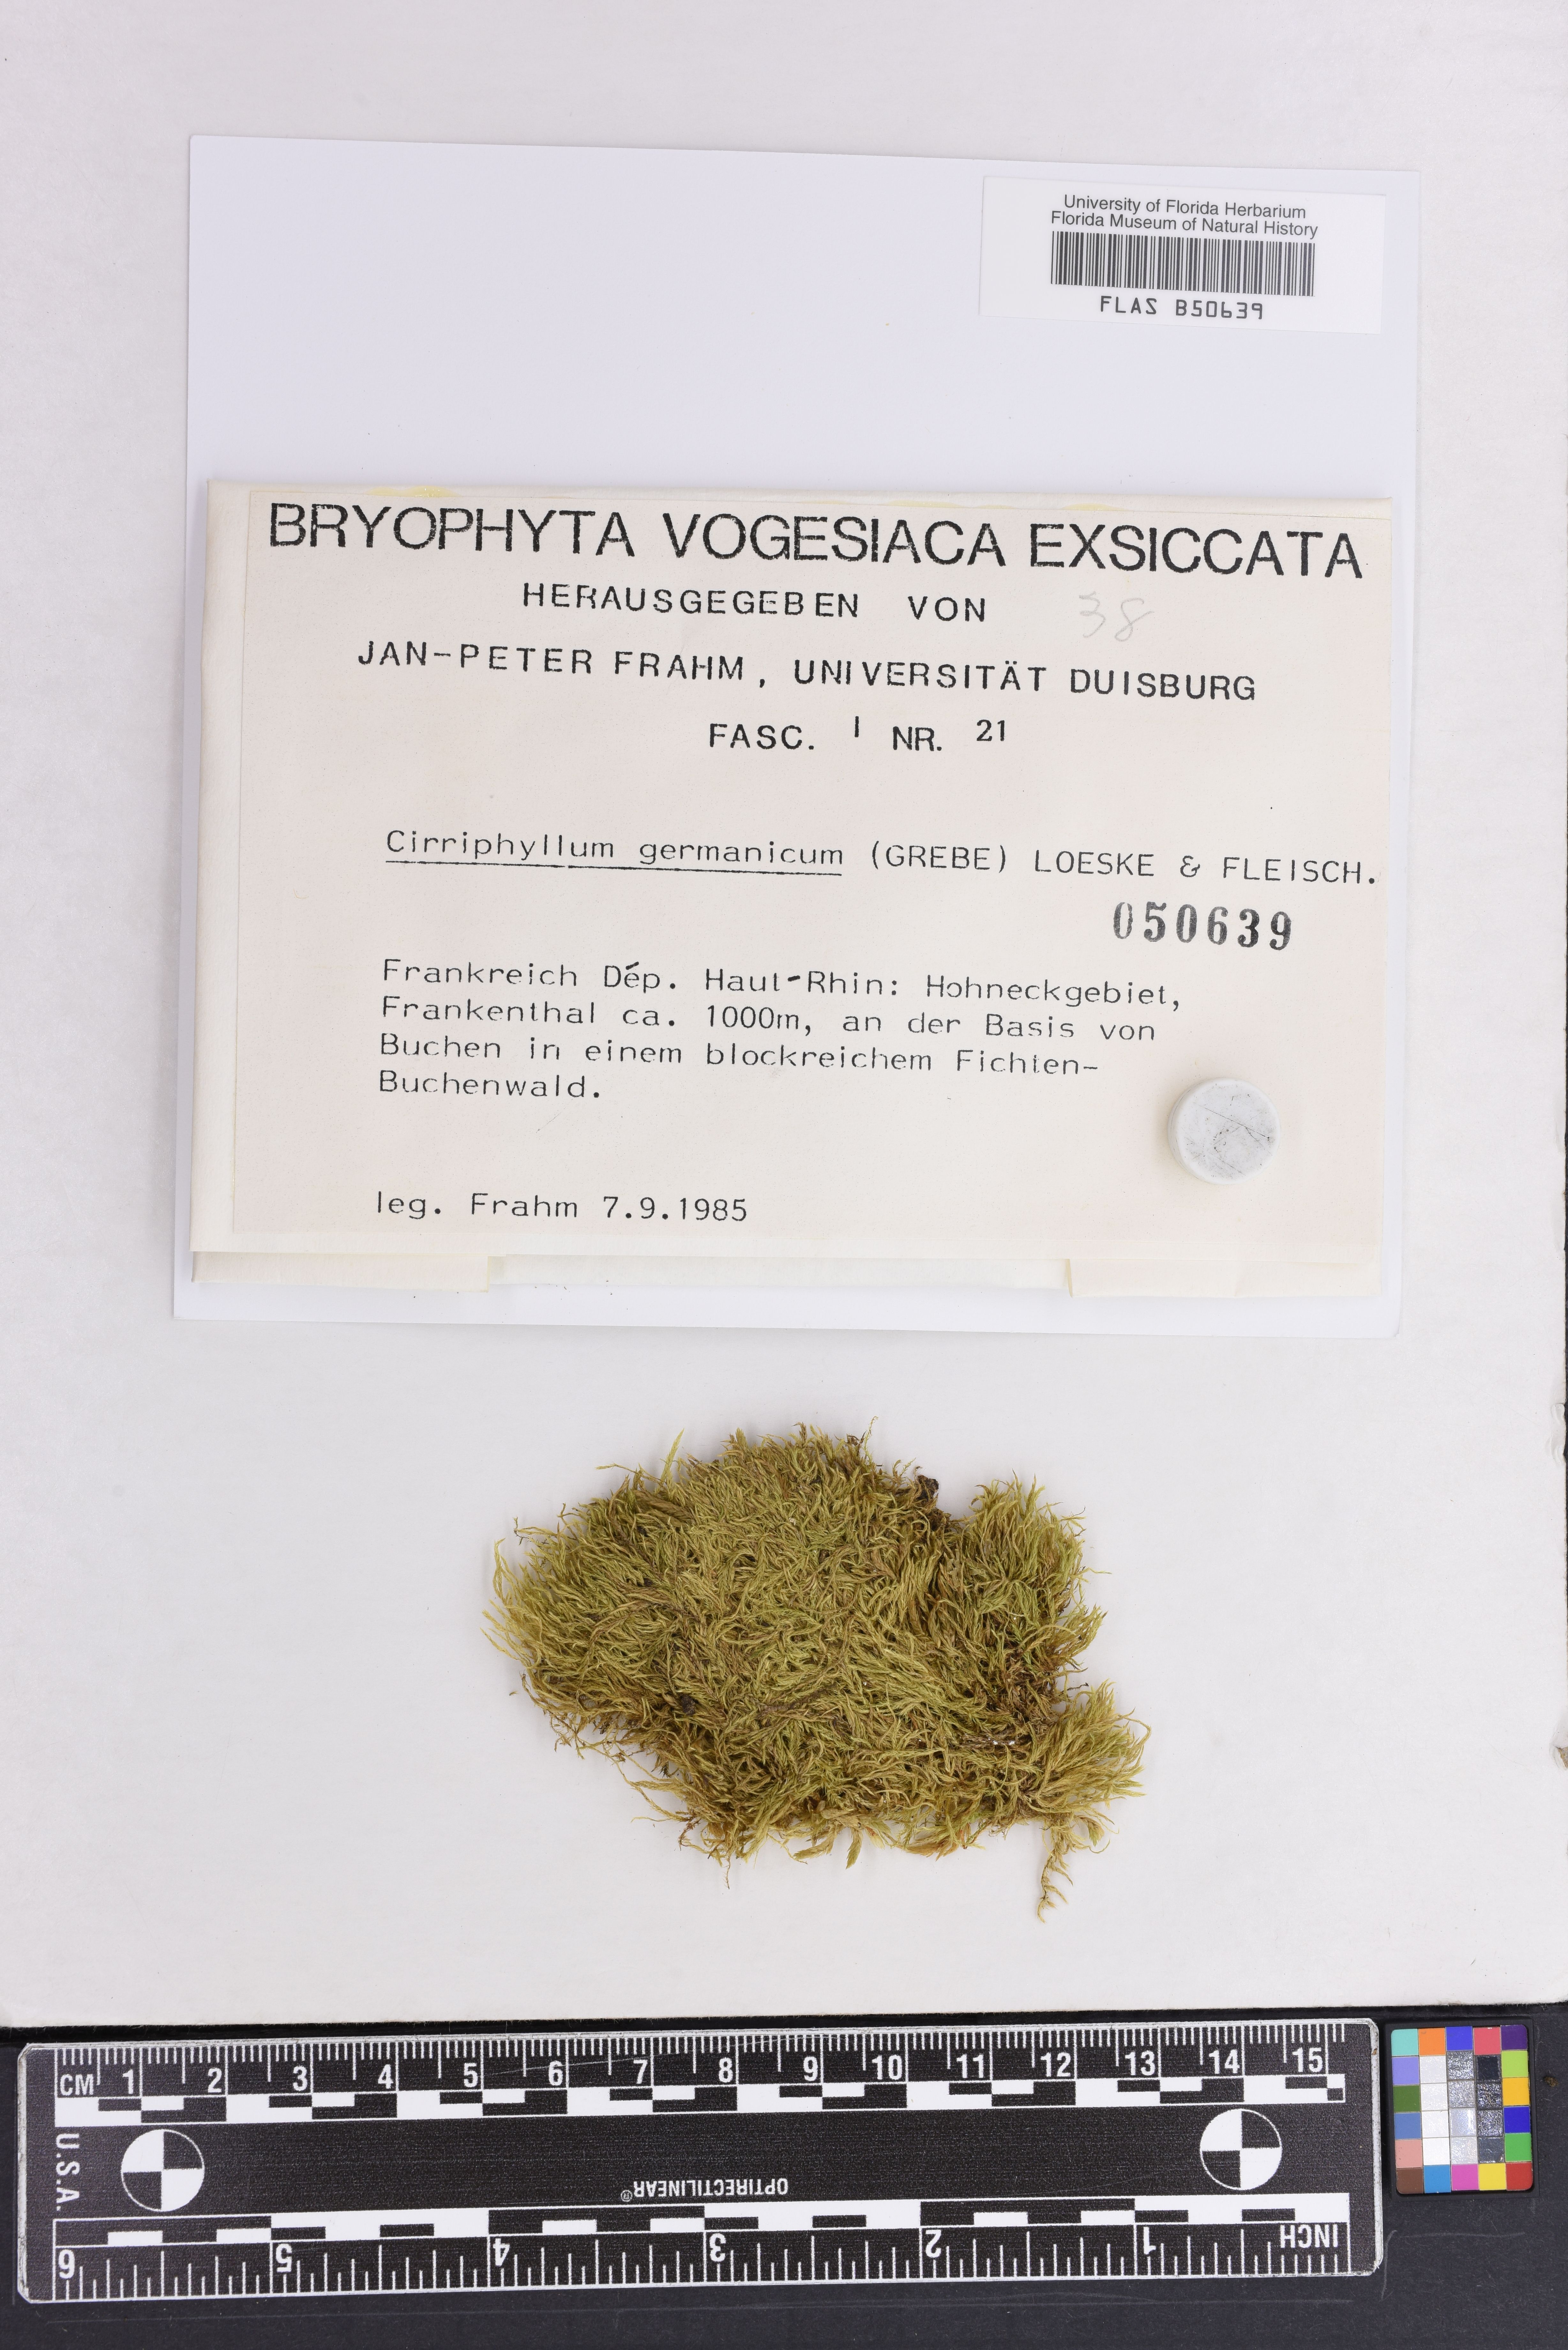 University of Florida Herbarium
Florida Museum of Natural History
FLAS B50639
BRYOPHYTA VOGESIACA EXSICCATA
HERAUSGEGEBEN VON
38
JAN-PETER FRAHM, UNIVERSITÄT DUISBURG
FASC. I NR. 21
Cirriphyllum germanicum (GREBE) LOESKE & FLEISCH.
050639
Frankreich Dép. Haut-Rhin: Hohneckgebiet,
Frankenthal ca. 1000m, an der Basis von
Buchen in einem blockreichem Fichten-
Buchenwald.
leg. Frahm 7.9.1985
CM 1 2 3 4 5 6 7 8 9 10 11 12 13 14 15
U.S.A.
OPTIRECTILINEAR®
6 5 4 3 2 1 INCH